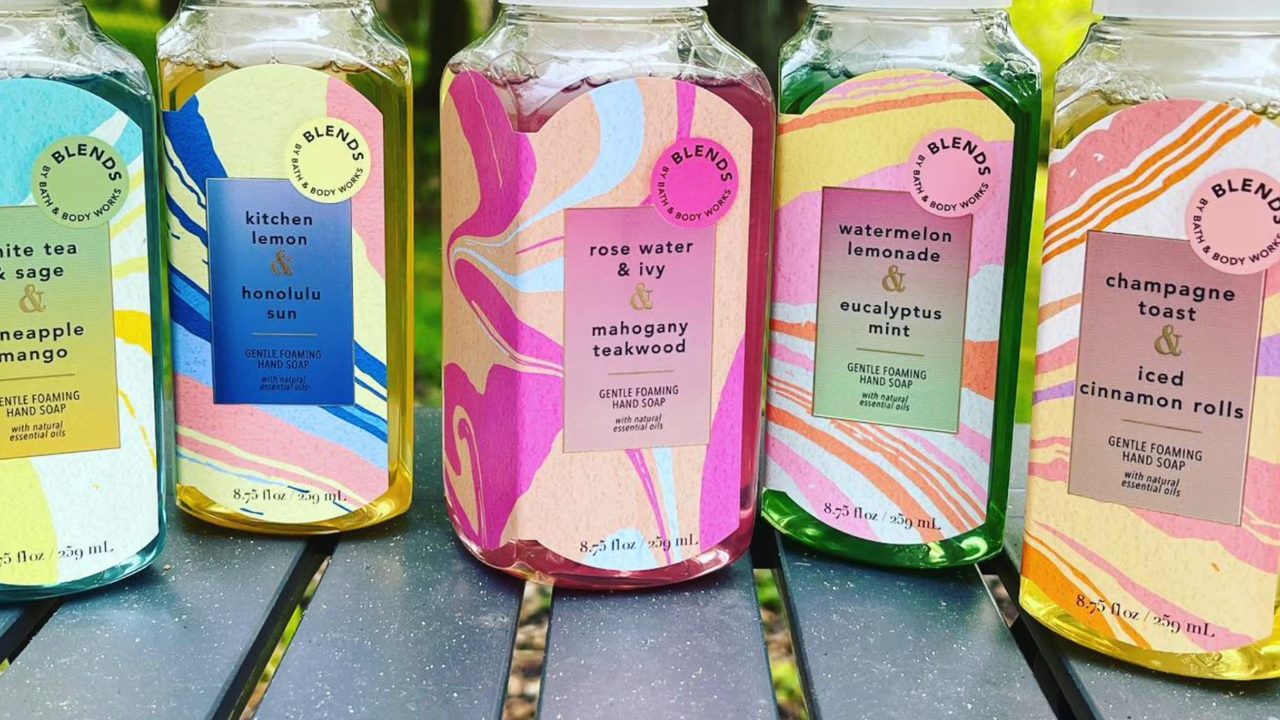 BLENDS
BY BATH & BODY WORKS
ite tea
& sage
&
neapple
mango
GENTLE FOAMING
HAND SOAP
with natural
essential oils
75 fl oz / 259 mL
BLENDS
BY BATH & BODY WORKS
kitchen
lemon
&
honolulu
sun
GENTLE FOAMING
HAND SOAP
with natural
essential oils
8.75 fl oz / 259 mL
BLENDS
BY BATH & BODY WORKS
rose water
& ivy
&
mahogany
teakwood
GENTLE FOAMING
HAND SOAP
with natural
essential oils
8.75 fl oz / 259 mL
BLENDS
BY BATH & BODY WORKS
watermelon
lemonade
&
eucalyptus
mint
GENTLE FOAMING
HAND SOAP
with natural
essential oils
8.75 fl oz / 259 mL
BLENDS
BY BATH & BODY WORKS
champagne
toast
&
iced
cinnamon rolls
GENTLE FOAMING
HAND SOAP
with natural
essential oils
8.75 fl oz / 259 mL